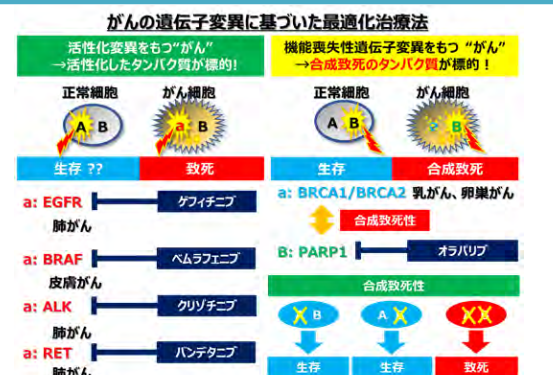 がんの遺伝子変異に基づいた最適化治療法
活性化変異をもつ“がん”
→活性化したタンパク質が標的!
正常細胞 がん細胞
A B a B
生存 ?? 致死
a: EGFR ゲフィチニブ
肺がん
a: BRAF ベムラフェニブ
皮膚がん
a: ALK クリゾチニブ
肺がん
a: RET バンデタニブ
肺がん
機能喪失性遺伝子変異をもつ “がん”
→合成致死のタンパク質が標的！
正常細胞 がん細胞
A B B
生存 合成致死
a: BRCA1/BRCA2 乳がん、卵巣がん
合成致死性
B: PARP1 オラパリブ
合成致死性
X B A X XX
生存 生存 致死